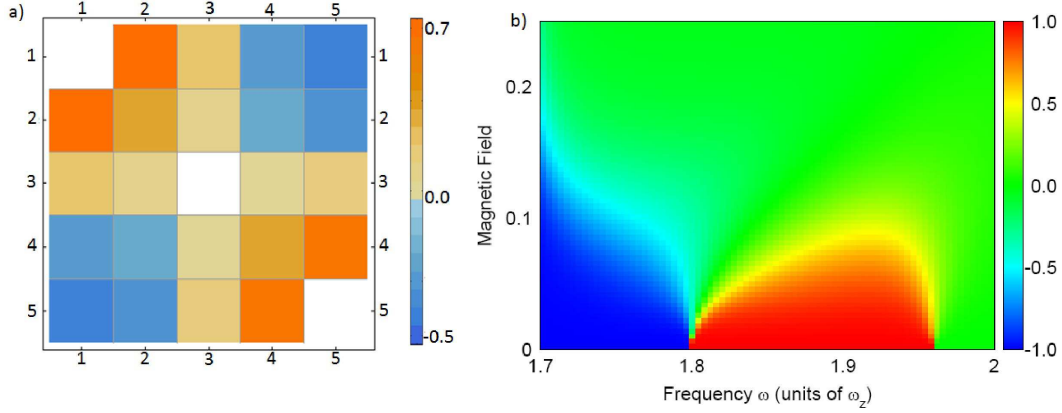 a)
1 2 3 4 5
1 1
2 2
3 3
4 4
5 5
1 2 3 4 5
0.7
0.0
-0.5
b)
0.2
0.1
0
Magnetic Field
1.7 1.8 1.9 2
Frequency ω (units of ωz)
1.0
0.5
0.0
-0.5
-1.0